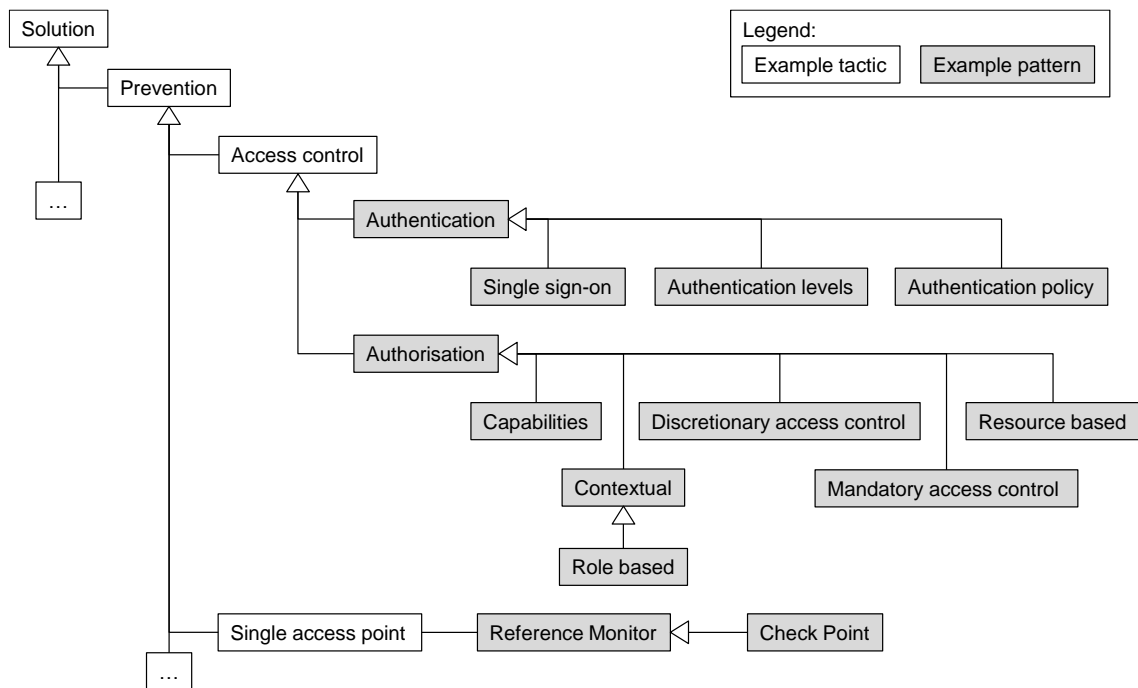 Solution
Legend:
Example tactic
Example pattern
Prevention
Access control
...
Authentication
Single sign-on
Authentication levels
Authentication policy
Authorisation
Capabilities
Discretionary access control
Resource based
Contextual
Mandatory access control
Role based
Single access point
Reference Monitor
Check Point
...